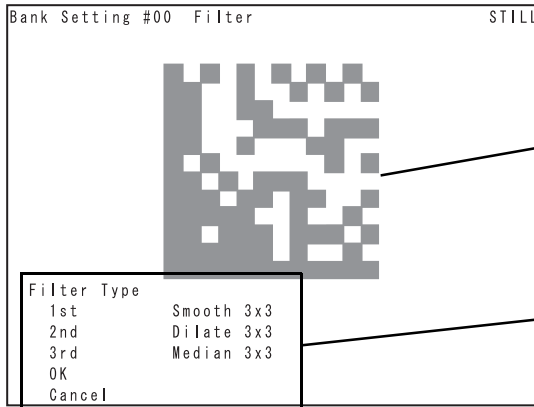 Bank Setting #00 Filter STILL
Filter Type
1st Smooth 3x3
2nd Dilate 3x3
3rd Median 3x3
OK
Cancel